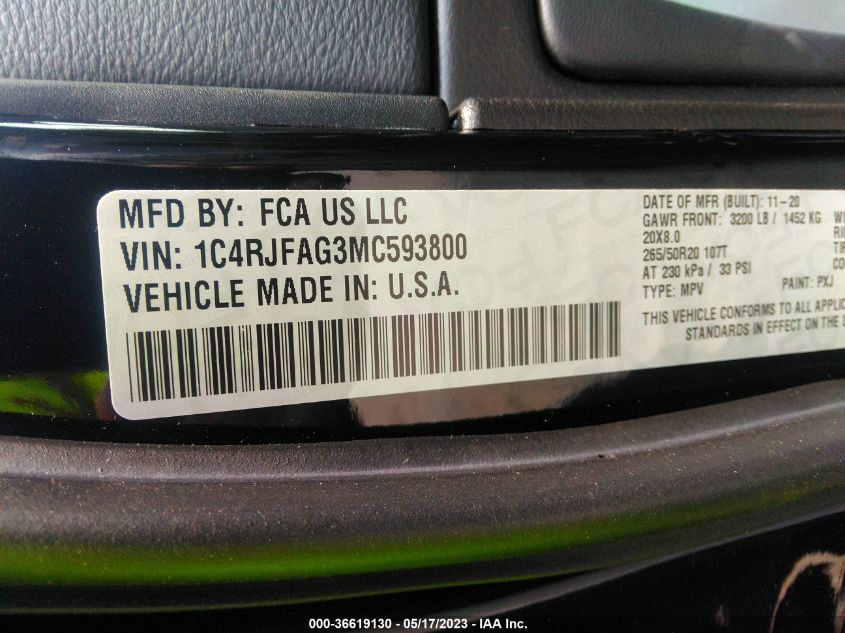 MFD BY: FCA US LLC
VIN: 1C4RJFAG3MC593800
VEHICLE MADE IN: U.S.A.
DATE OF MFR (BUILT): 11-20
GAWR FRONT: 3200 LB / 1452 KG
20X8.0
265/50R20 107T
AT 230 kPa / 33 PSI
TYPE: MPV PAINT: PXJ
THIS VEHICLE CONFORMS TO ALL
STANDARDS IN EFFECT ON THE
000-36619130 - 05/17/2023 - IAA Inc.